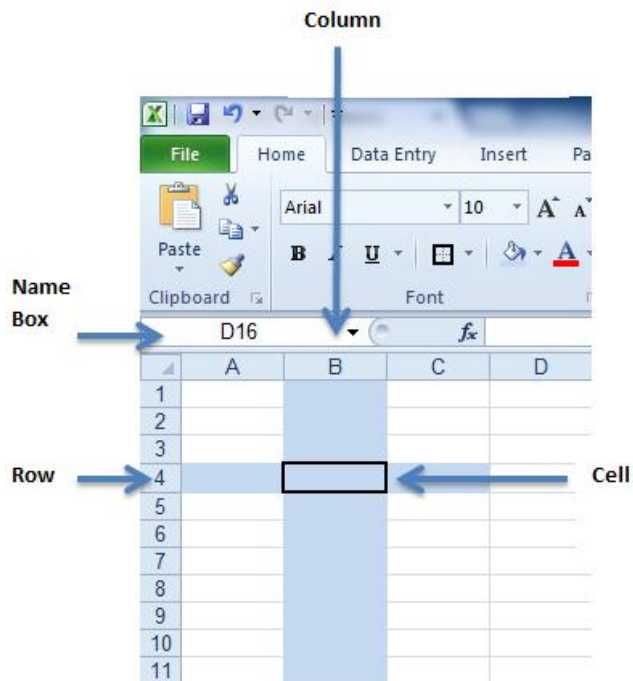 Column
File Home Data Entry Insert Pa
Arial 10 A A
Paste B U A
Clipboard Font
Name
Box
D16 fx
A B C D
1
2
3
Row 4 Cell
5
6
7
8
9
10
11